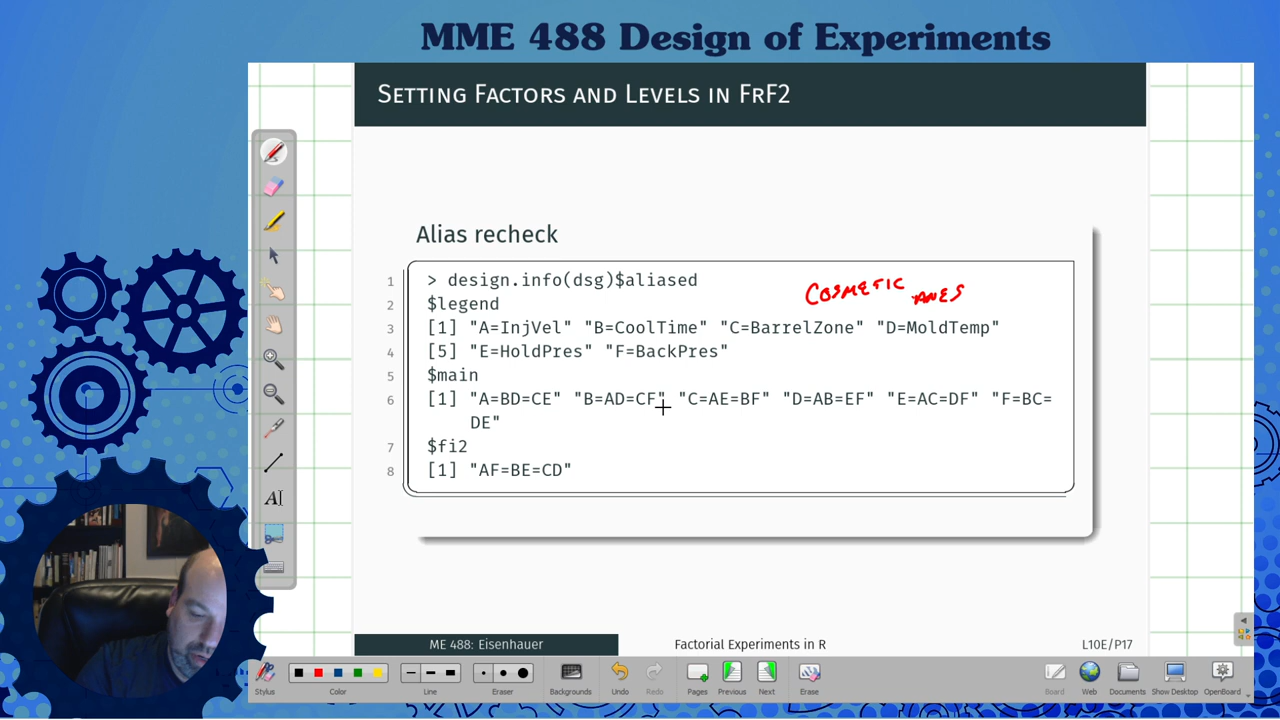 MME 488 Design of Experiments
Setting Factors and Levels in FrF2
Alias recheck
1 > design.info(dsg)$aliased
COSMETIC
2 $legend
3 [1] "A=InjVel" "B=CoolTime" "C=BarrelZone" "D=MoldTemp"
4 [5] "E=HoldPres" "F=BackPres"
5 $main
6 [1] "A=BD=CE" "B=AD=CF" "C=AE=BF" "D=AB=EF" "E=AC=DF" "F=BC=
DE"
7 $fi2
8 [1] "AF=BE=CD"
ME 488: Eisenhauer Factorial Experiments in R L10E/P17
AI
Stylus Color Line Eraser Backgrounds Undo Redo Pages Previous Next Erase Board Web Documents Show Desktop OpenBoard